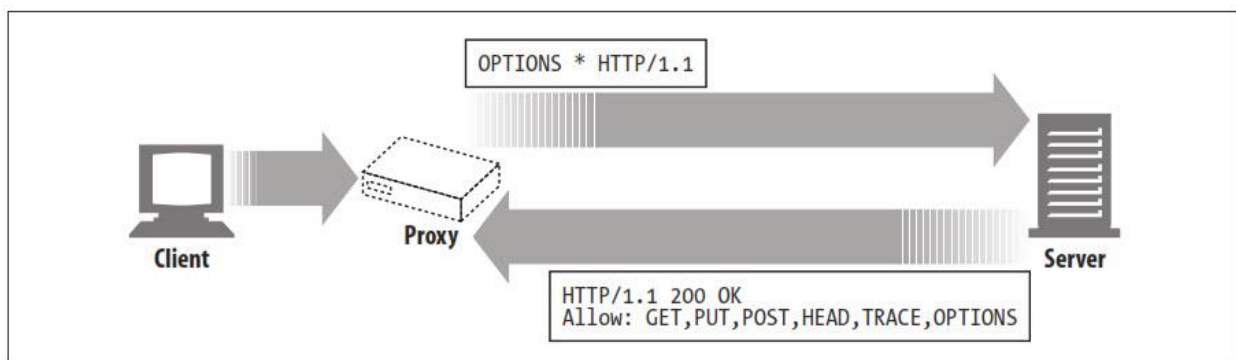 OPTIONS * HTTP/1.1
Client
Proxy
Server
HTTP/1.1 200 OK
Allow: GET,PUT,POST,HEAD,TRACE,OPTIONS